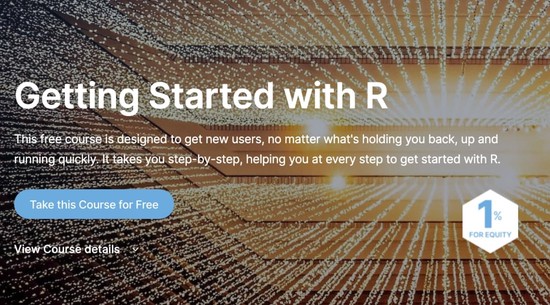 Getting Started with R
This free course is designed to get new users, no matter what's holding you back, up and
running quickly. It takes you step-by-step, helping you at every step to get started with R.
Take this Course for Free
View Course details
1%
FOR EQUITY